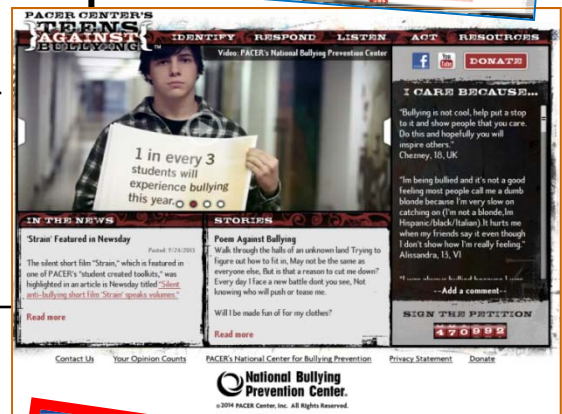 PACER CENTER'S
TEENS
AGAINST
BULLYING
IDENTIFY RESPOND LISTEN ACT RESOURCES
Video: PACER's National Bullying Prevention Center
f You Tube DONATE
1 in every 3
students will
experience bullying
this year.
I CARE BECAUSE...
"Bullying is not cool, help put a stop
to it and show people that you care.
Do this and hopefully you will
inspire others."
Chezney, 18, UK
"Im being bullied and it's not a good
feeling most people call me a dumb
blonde because I'm very slow on
catching on (I'm not a blonde,Im
Hispanic/black/Italian).It hurts me
when my friends say it even though
I don't show how I'm really feeling."
Alissandra, 13, VI
"I was always bullied because I was
--Add a comment--
SIGN THE PETITION
470992
IN THE NEWS
'Strain' Featured in Newsday
Posted: 9/24/2013
The silent short film "Strain," which is featured in
one of PACER's "student created toolkits," was
highlighted in an article is Newsday titled "Silent
anti-bullying short film 'Strain' speaks volumes."
Read more
STORIES
Poem Against Bullying
Walk through the halls of an unknown land Trying to
figure out how to fit in, May not be the same as
everyone else, But is that a reason to cut me down?
Every day I face a new battle dont you see, Not
knowing who will push or tease me.
Will I be made fun of for my clothes?
Read more
Contact Us Your Opinion Counts PACER's National Center for Bullying Prevention Privacy Statement Donate
National Bullying
Prevention Center.
©2014 PACER Center, Inc. All Rights Reserved.